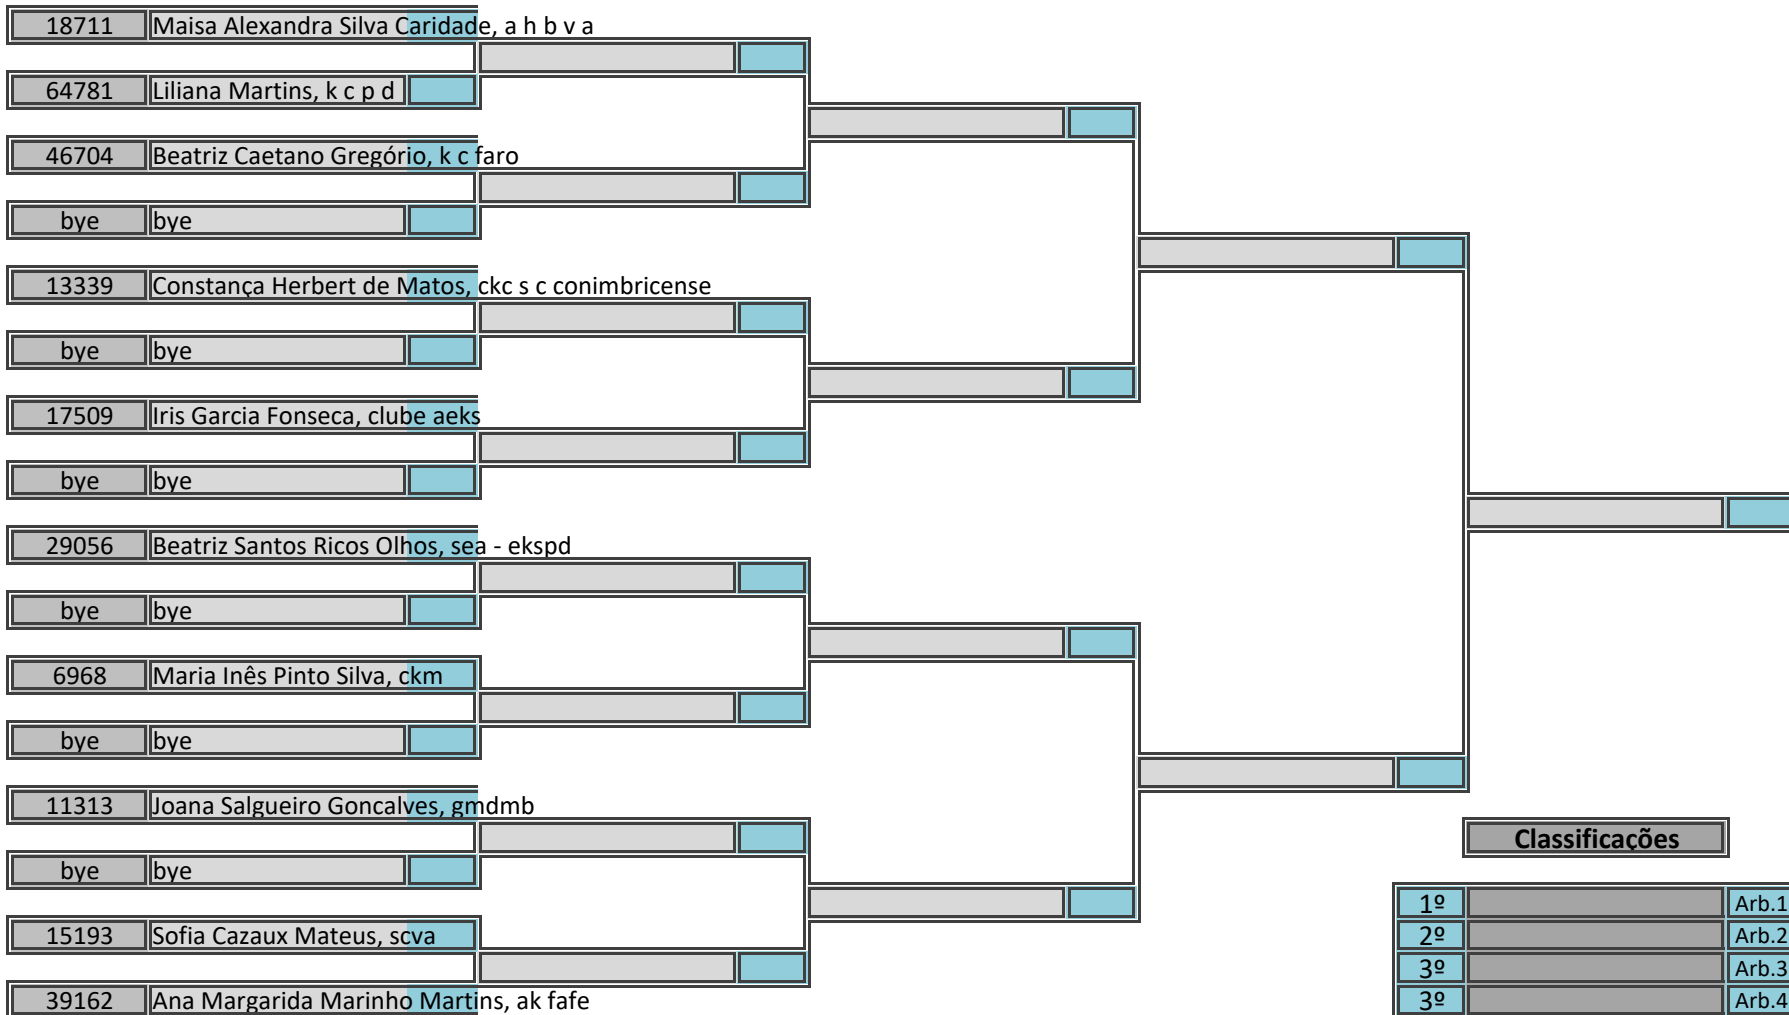 18711 Maisa Alexandra Silva Caridade, a h b v a
64781 Liliana Martins, k c p d
46704 Beatriz Caetano Gregório, k c faro
bye bye
13339 Constança Herbert de Matos, ckc s c conimbricense
bye bye
17509 Iris Garcia Fonseca, clube aeks
bye bye
29056 Beatriz Santos Ricos Olhos, sea - ekspd
bye bye
6968 Maria Inês Pinto Silva, ckm
bye bye
11313 Joana Salgueiro Goncalves, gmdmb
bye bye
15193 Sofia Cazaux Mateus, scva
39162 Ana Margarida Marinho Martins, ak fafe
Classificações
1º Arb.1
2º Arb.2
3º Arb.3
3º Arb.4